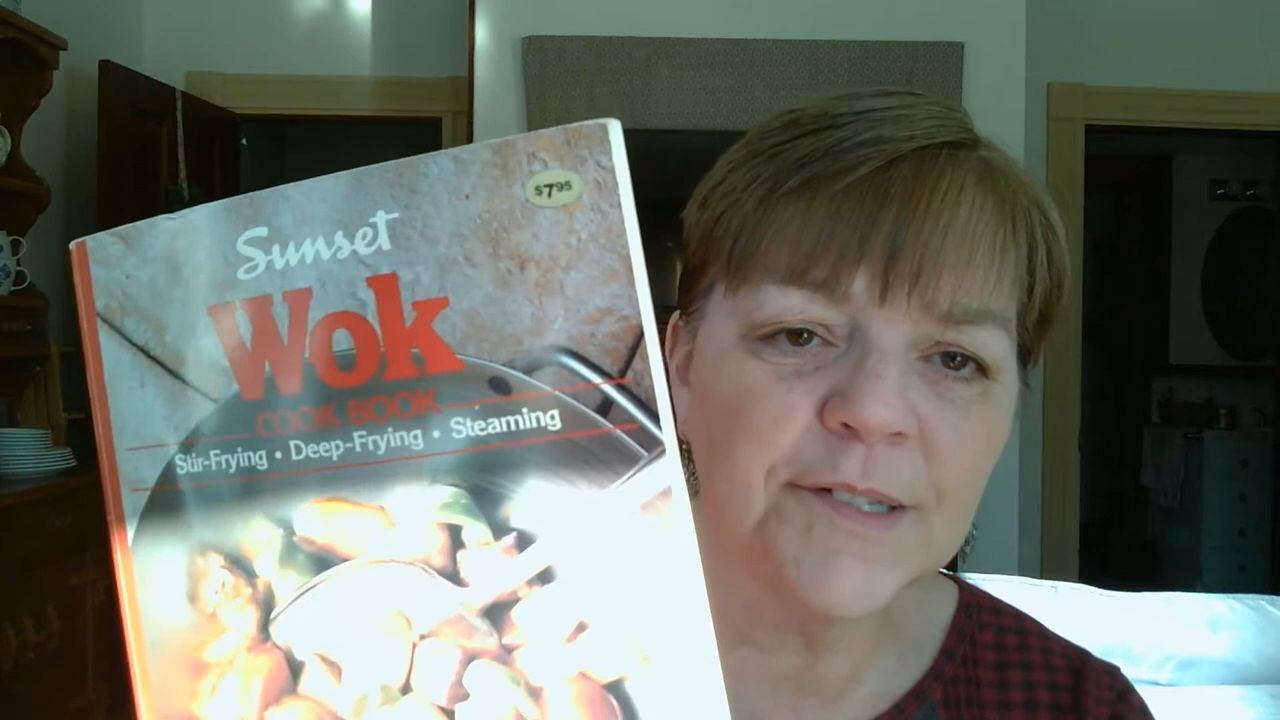 $7.95
Sunset
Wok
COOK BOOK
Stir-Frying • Deep-Frying • Steaming